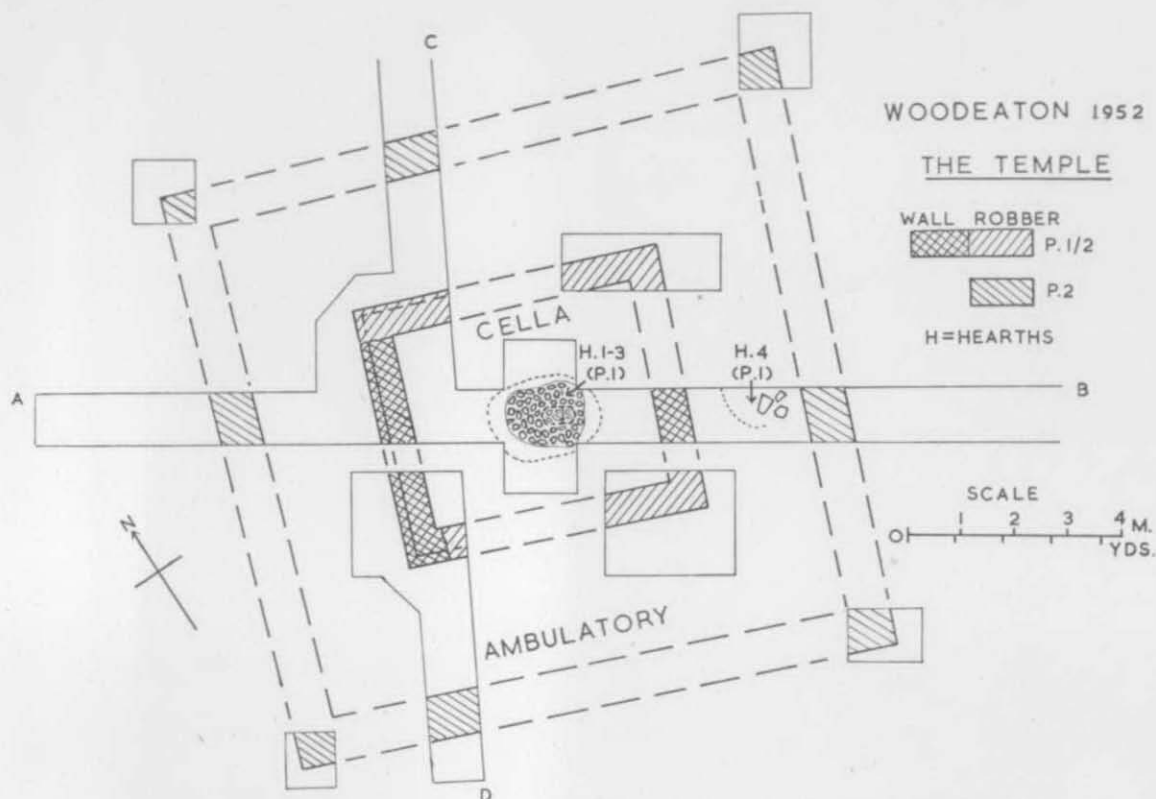 C
WOODEATON 1952
THE TEMPLE
WALL ROBBER
P.1/2
P.2
H=HEARTHS
CELLA
H.1-3
(P.1)
H.4
(P.1)
A
B
N
SCALE
O 1 2 3 4 M.
YDS.
AMBULATORY
D